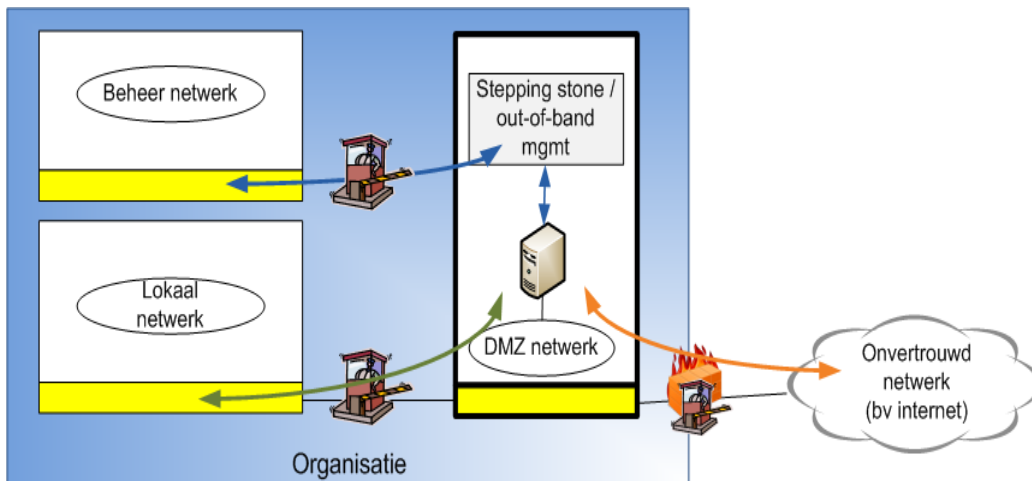 Beheer netwerk
Stepping stone /
out-of-band
mgmt
Lokaal
netwerk
DMZ netwerk
Onvertrouwd
netwerk
(bv internet)
Organisatie